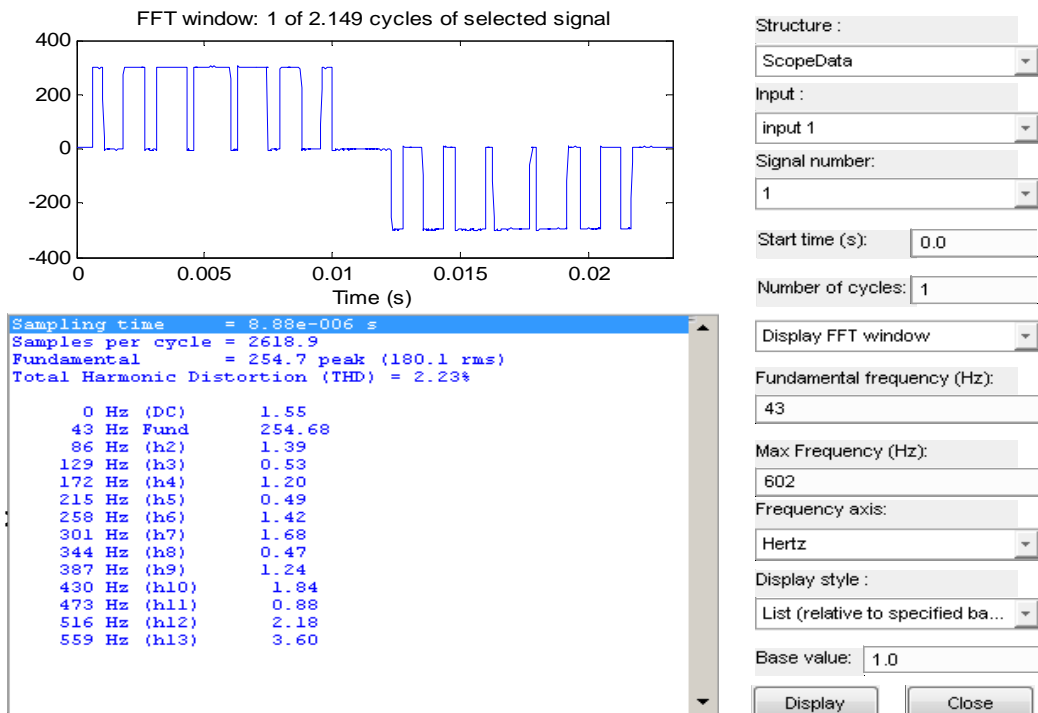 FFT window: 1 of 2.149 cycles of selected signal
400
200
0
-200
-400
0
0.005
0.01
0.015
0.02
Time (s)
Sampling time = 8.88e-006 s
Samples per cycle = 2618.9
Fundamental = 254.7 peak (180.1 rms)
Total Harmonic Distortion (THD) = 2.23%
0 Hz (DC) 1.55
43 Hz Fund 254.68
86 Hz (h2) 1.39
129 Hz (h3) 0.53
172 Hz (h4) 1.20
215 Hz (h5) 0.49
258 Hz (h6) 1.42
301 Hz (h7) 1.68
344 Hz (h8) 0.47
387 Hz (h9) 1.24
430 Hz (h10) 1.84
473 Hz (h11) 0.88
516 Hz (h12) 2.18
559 Hz (h13) 3.60
Structure :
ScopeData
Input :
input 1
Signal number:
1
Start time (s): 0.0
Number of cycles: 1
Display FFT window
Fundamental frequency (Hz):
43
Max Frequency (Hz):
602
Frequency axis:
Hertz
Display style :
List (relative to specified ba...
Base value: 1.0
Display Close